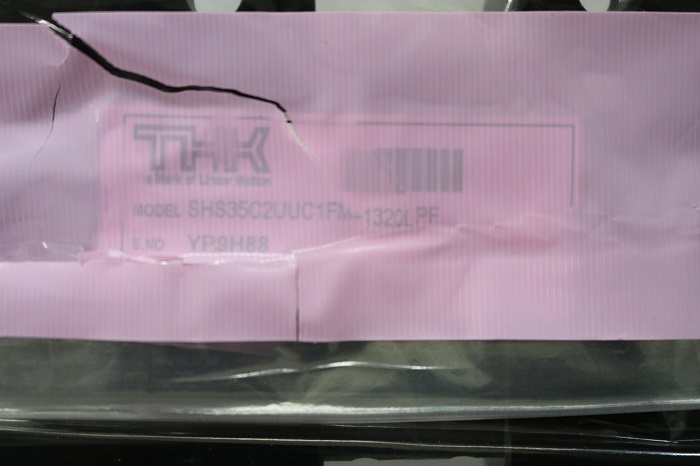 THK
The Mark of Linear Motion
MODEL SHS35C2UUC1FM+1320LPF
S.NO YP9H88